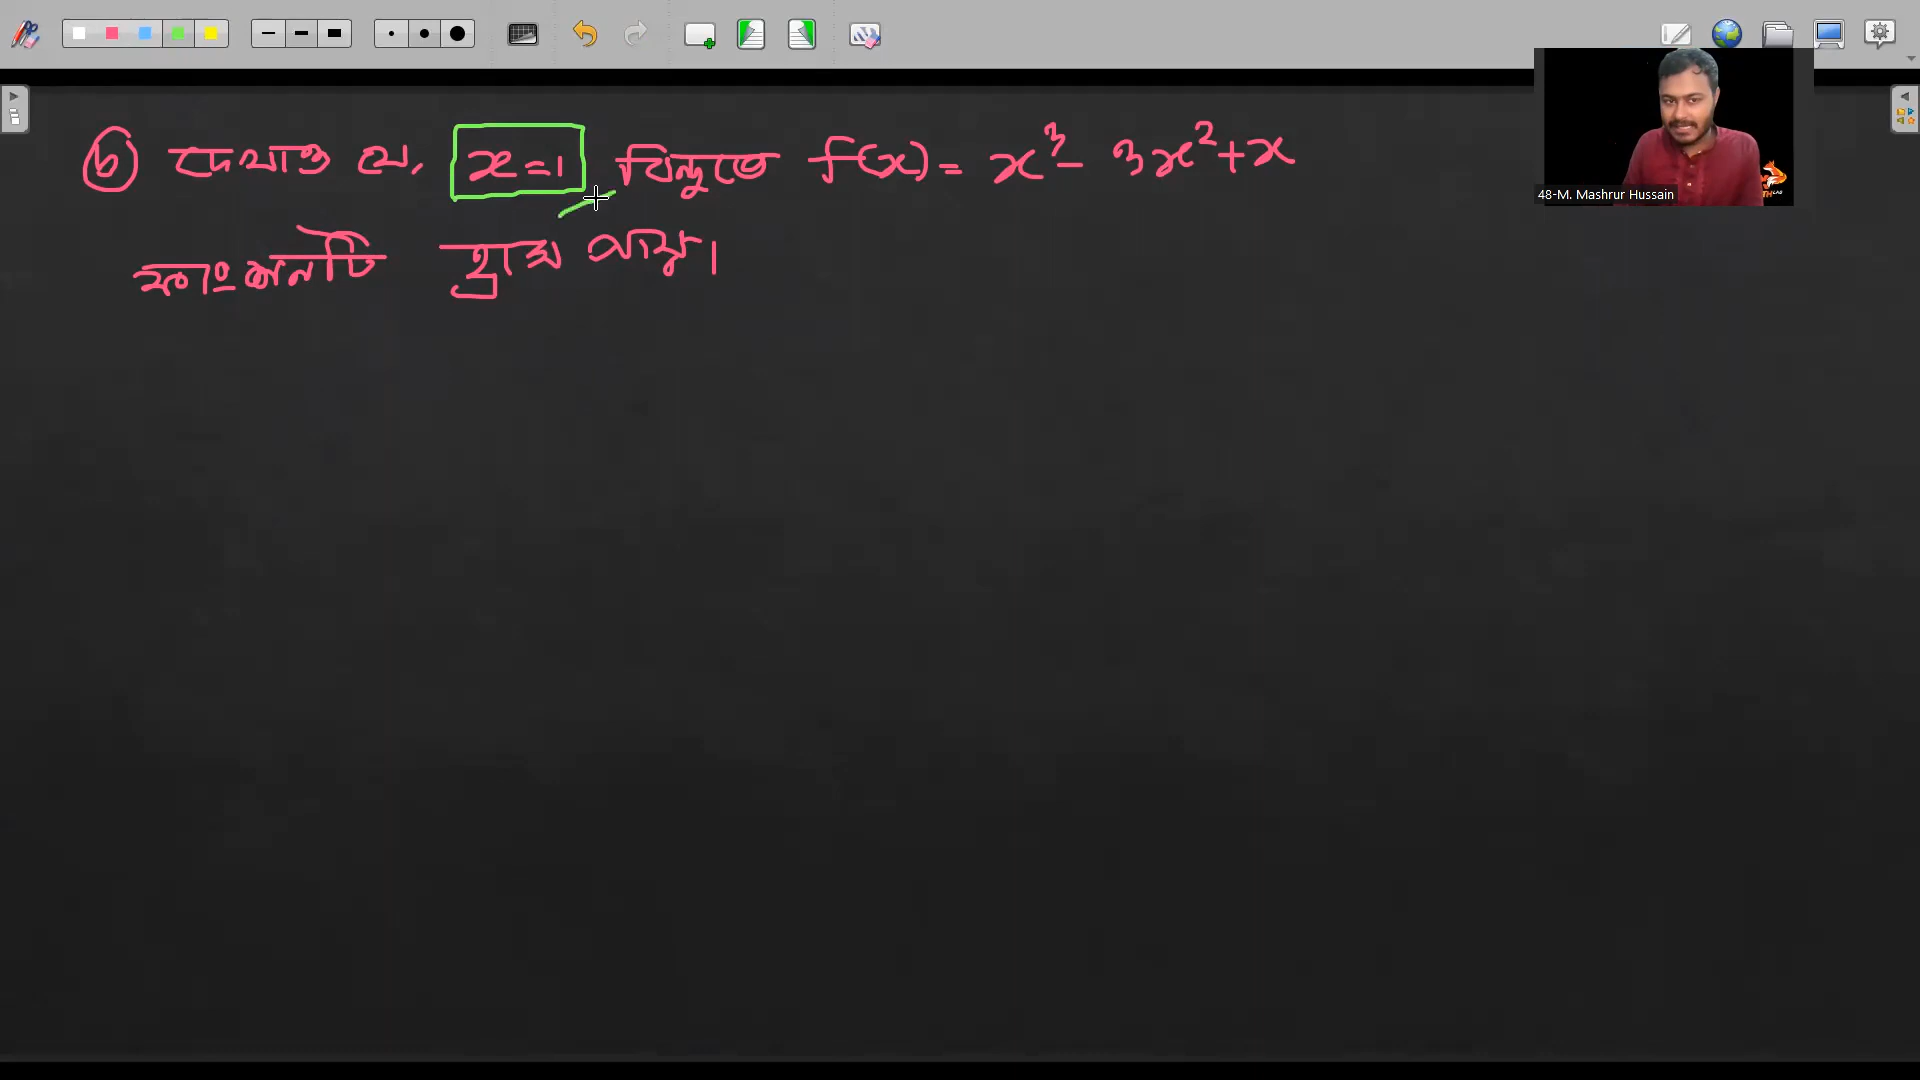 ৬ দেখাও যে, x=1 বিন্দুতে f(x) = x³ - 3x² + x
ফাংশনটি হ্রাস পায়।
48-M. Mashrur Hussain